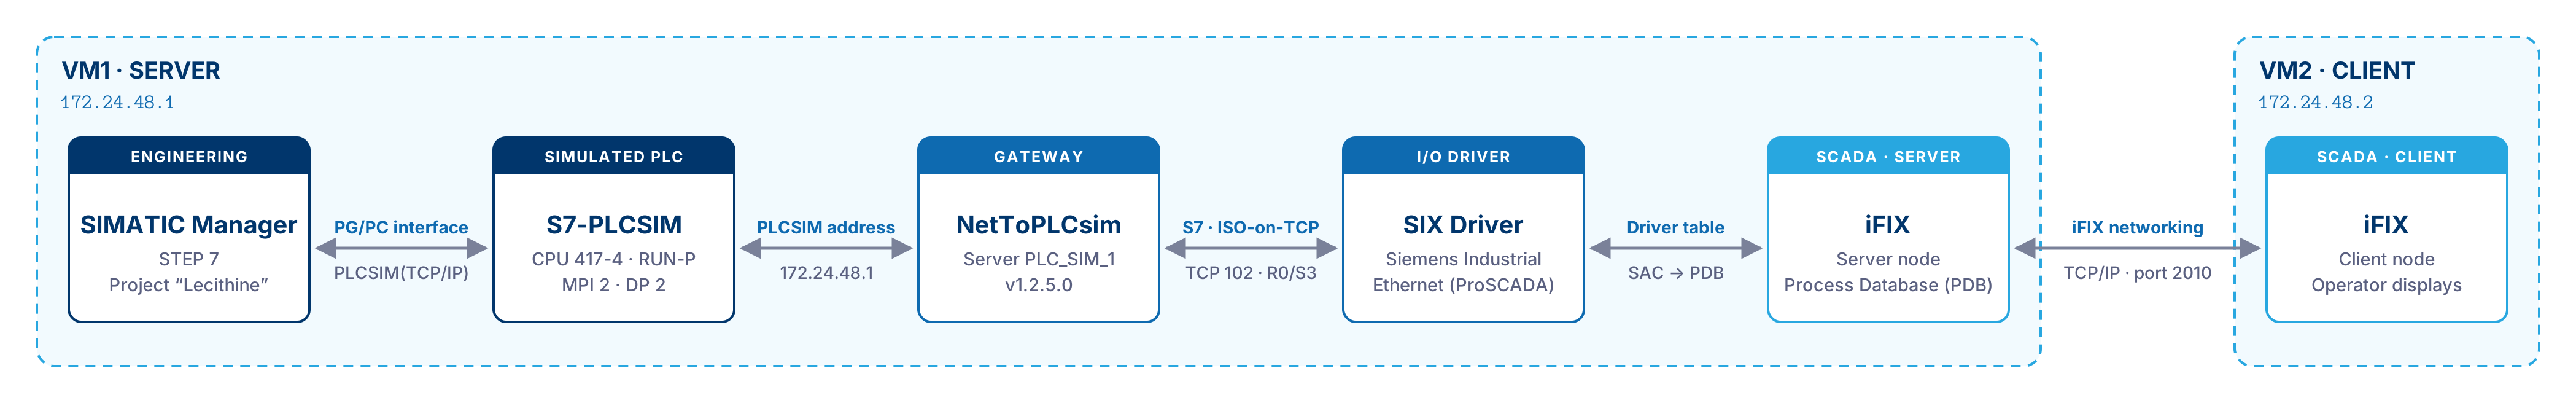 VM1 · SERVER
172.24.48.1
ENGINEERING
SIMATIC Manager
STEP 7
Project “Lecithine”
PG/PC interface
PLCSIM(TCP/IP)
SIMULATED PLC
S7-PLCSIM
CPU 417-4 · RUN-P
MPI 2 · DP 2
PLCSIM address
172.24.48.1
GATEWAY
NetToPLCsim
Server PLC_SIM_1
v1.2.5.0
S7 · ISO-on-TCP
TCP 102 · R0/S3
I/O DRIVER
SIX Driver
Siemens Industrial
Ethernet (ProSCADA)
Driver table
SAC → PDB
SCADA · SERVER
iFIX
Server node
Process Database (PDB)
iFIX networking
TCP/IP · port 2010
VM2 · CLIENT
172.24.48.2
SCADA · CLIENT
iFIX
Client node
Operator displays